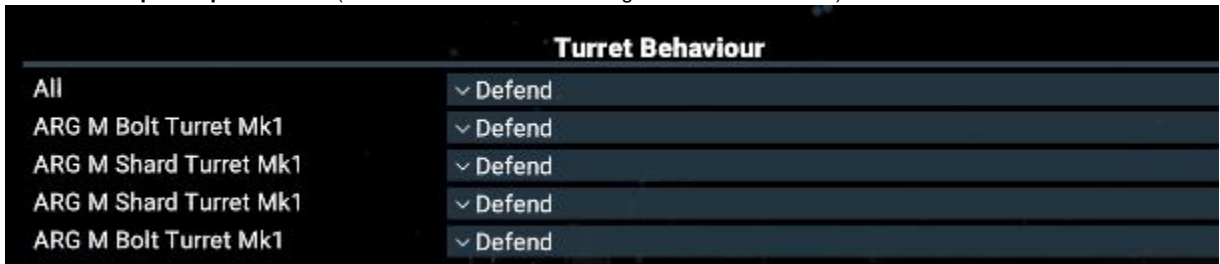 Turret Behaviour
All Defend
ARG M Bolt Turret Mk1 Defend
ARG M Shard Turret Mk1 Defend
ARG M Shard Turret Mk1 Defend
ARG M Bolt Turret Mk1 Defend